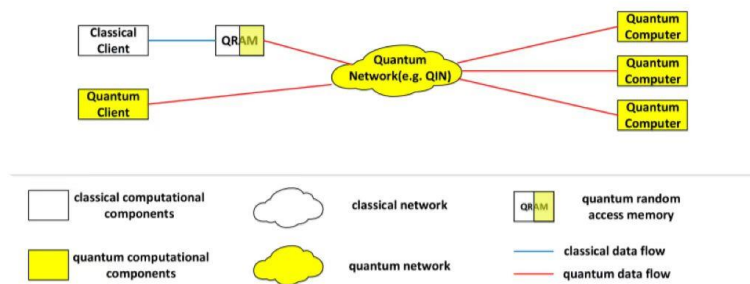 Classical
Client
QRAM
Quantum
Client
Quantum
Network(e.g. QIN)
Quantum
Computer
Quantum
Computer
Quantum
Computer
classical computational
components
classical network
QRAM
quantum random
access memory
quantum computational
components
quantum network
classical data flow
quantum data flow